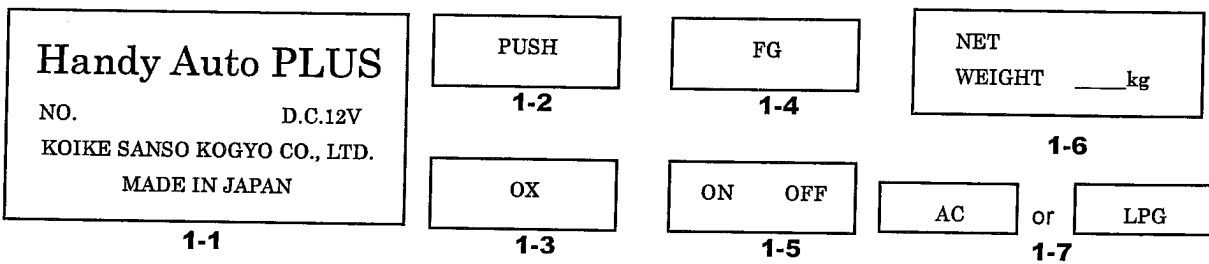 Handy Auto PLUS
NO. D.C.12V
KOIKE SANSO KOGYO CO., LTD.
MADE IN JAPAN
1-1
PUSH
1-2
OX
1-3
FG
1-4
ON OFF
1-5
NET
WEIGHT ____kg
1-6
AC or LPG
1-7